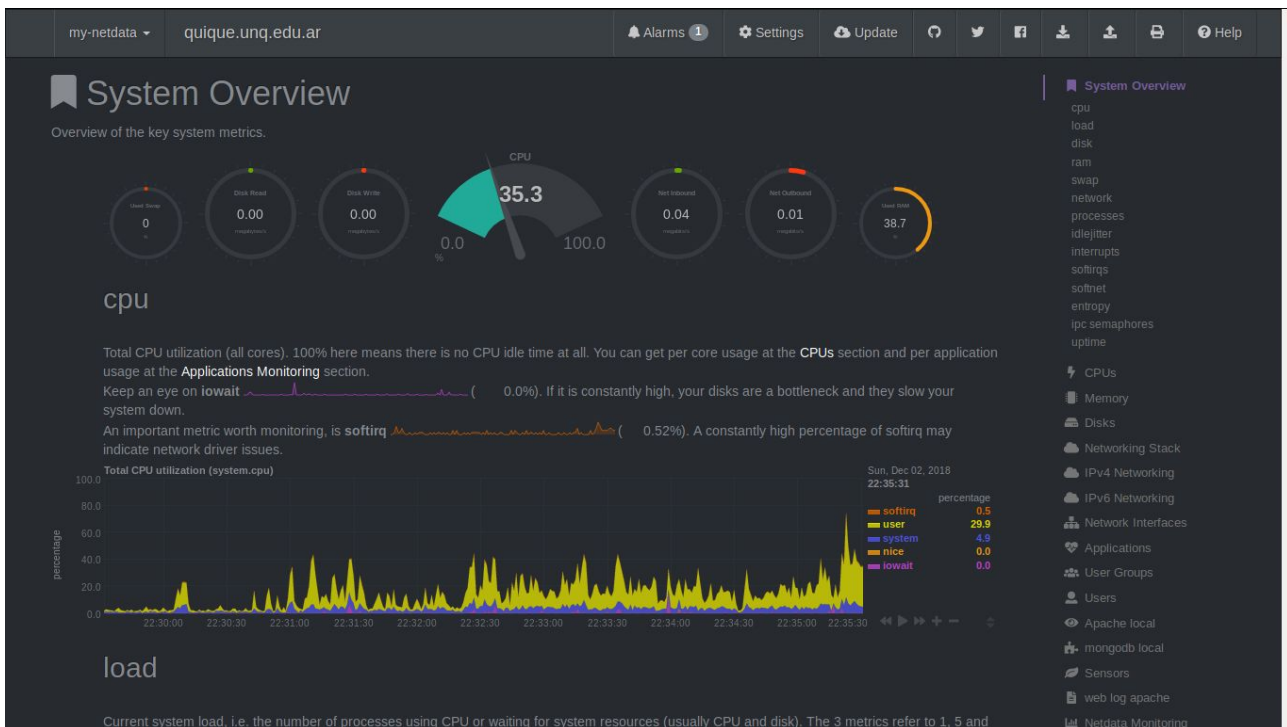 my-netdata
quique.unq.edu.ar
Alarms 1
Settings
Update
Help
System Overview
Overview of the key system metrics.
Used Swap
0
%
Disk Read
0.00
megabytes/s
Disk Write
0.00
megabytes/s
CPU
35.3
0.0
100.0
%
Net Inbound
0.04
megabits/s
Net Outbound
0.01
megabits/s
Used RAM
38.7
%
cpu
Total CPU utilization (all cores). 100% here means there is no CPU idle time at all. You can get per core usage at the CPUs section and per application
usage at the Applications Monitoring section.
Keep an eye on iowait ( 0.0%). If it is constantly high, your disks are a bottleneck and they slow your
system down.
An important metric worth monitoring, is softirq ( 0.52%). A constantly high percentage of softirq may
indicate network driver issues.
Total CPU utilization (system.cpu)
Sun, Dec 02, 2018
22:35:31
percentage
softirq 0.5
user 29.9
system 4.9
nice 0.0
iowait 0.0
percentage
100.0
80.0
60.0
40.0
20.0
0.0
22:30:00 22:30:30 22:31:00 22:31:30 22:32:00 22:32:30 22:33:00 22:33:30 22:34:00 22:34:30 22:35:00 22:35:30
load
Current system load, i.e. the number of processes using CPU or waiting for system resources (usually CPU and disk). The 3 metrics refer to 1, 5 and
System Overview
cpu
load
disk
ram
swap
network
processes
idlejitter
interrupts
softirqs
softnet
entropy
ipc semaphores
uptime
CPUs
Memory
Disks
Networking Stack
IPv4 Networking
IPv6 Networking
Network Interfaces
Applications
User Groups
Users
Apache local
mongodb local
Sensors
web log apache
Netdata Monitoring